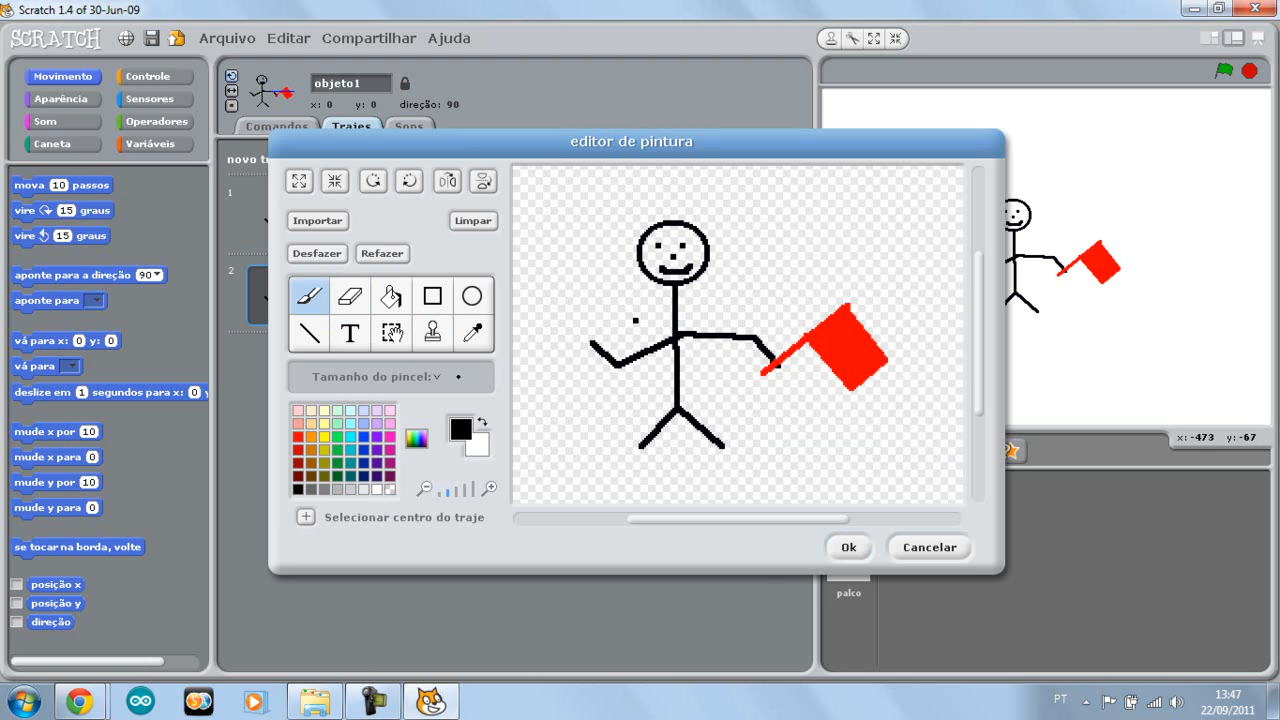 Scratch 1.4 of 30-Jun-09
SCRATCH
Arquivo Editar Compartilhar Ajuda
Movimento Controle
Aparência Sensores
Som Operadores
Caneta Variáveis
objeto1
x: 0 y: 0 direção: 90
Comandos Trajes Sons
novo tr
1
2
mova 10 passos
vire 15 graus
vire 15 graus
aponte para a direção 90
aponte para
vá para x: 0 y: 0
vá para
deslize em 1 segundos para x: 0 y
mude x por 10
mude x para 0
mude y por 10
mude y para 0
se tocar na borda, volte
posição x
posição y
direção
editor de pintura
Importar Limpar
Desfazer Refazer
T
Tamanho do pincel:
Selecionar centro do traje
Ok Cancelar
x: -473 y: -67
palco
PT
13:47
22/09/2011